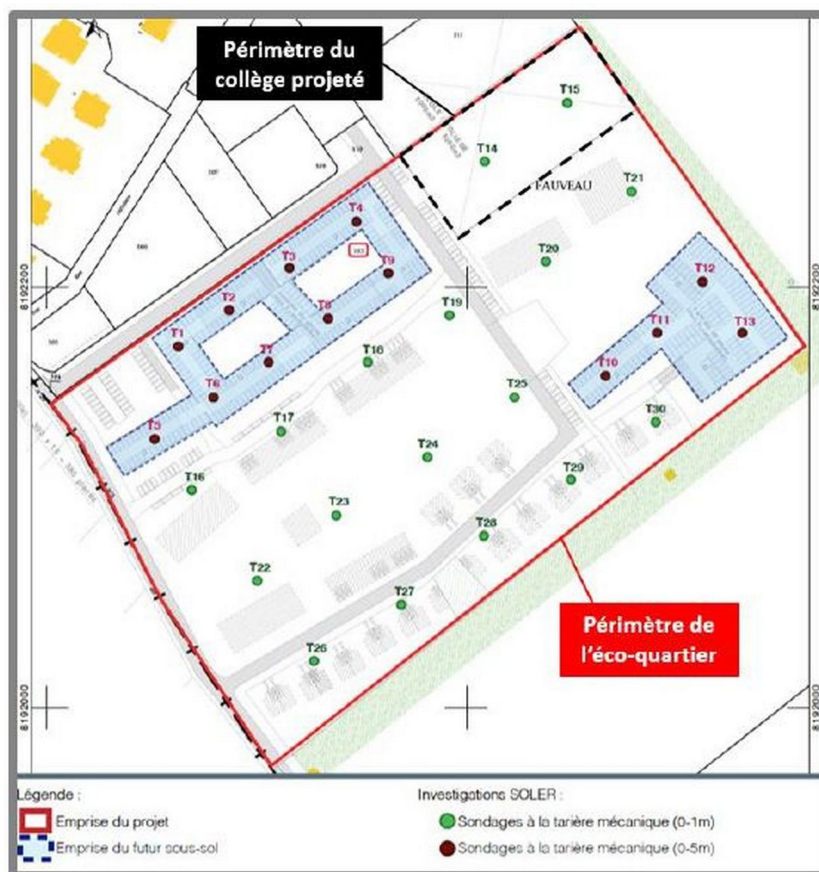 Périmètre du
collège projeté
T15
T14
FAUVEAU
T21
T4
T20
T3
T9
T12
T2
T8
T19
T11
T13
T1
T7
T18
T10
T6
T25
T30
T17
T5
T24
T16
T29
T23
T28
T22
T27
T26
8192200
8192200
8192000
8192000
Périmètre de
l'éco-quartier
Légende :
Emprise du projet
Emprise du futur sous-sol
Investigations SOLER :
Sondages à la tarière mécanique (0-1m)
Sondages à la tarière mécanique (0-5m)